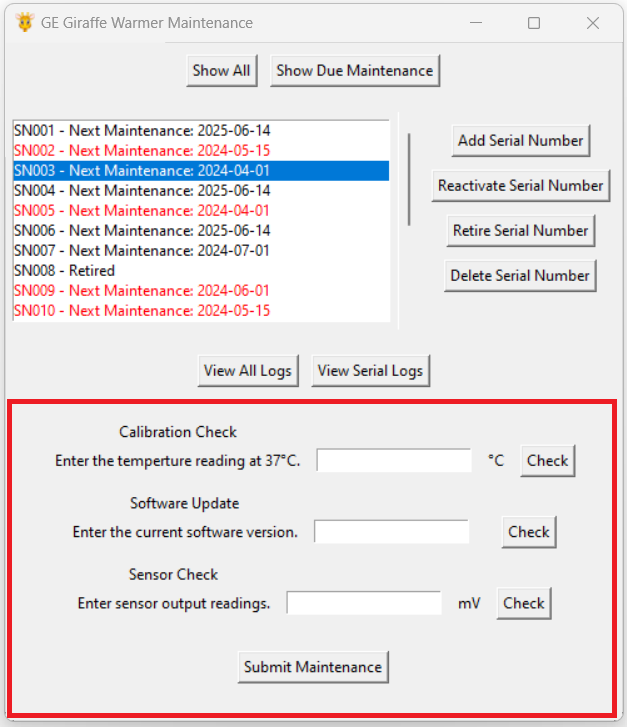 GE Giraffe Warmer Maintenance
Show All
Show Due Maintenance
SN001 - Next Maintenance: 2025-06-14
SN002 - Next Maintenance: 2024-05-15
SN003 - Next Maintenance: 2024-04-01
SN004 - Next Maintenance: 2025-06-14
SN005 - Next Maintenance: 2024-04-01
SN006 - Next Maintenance: 2025-06-14
SN007 - Next Maintenance: 2024-07-01
SN008 - Retired
SN009 - Next Maintenance: 2024-06-01
SN010 - Next Maintenance: 2024-05-15
Add Serial Number
Reactivate Serial Number
Retire Serial Number
Delete Serial Number
View All Logs
View Serial Logs
Calibration Check
Enter the temperture reading at 37°C.
°C
Check
Software Update
Enter the current software version.
Check
Sensor Check
Enter sensor output readings.
mV
Check
Submit Maintenance